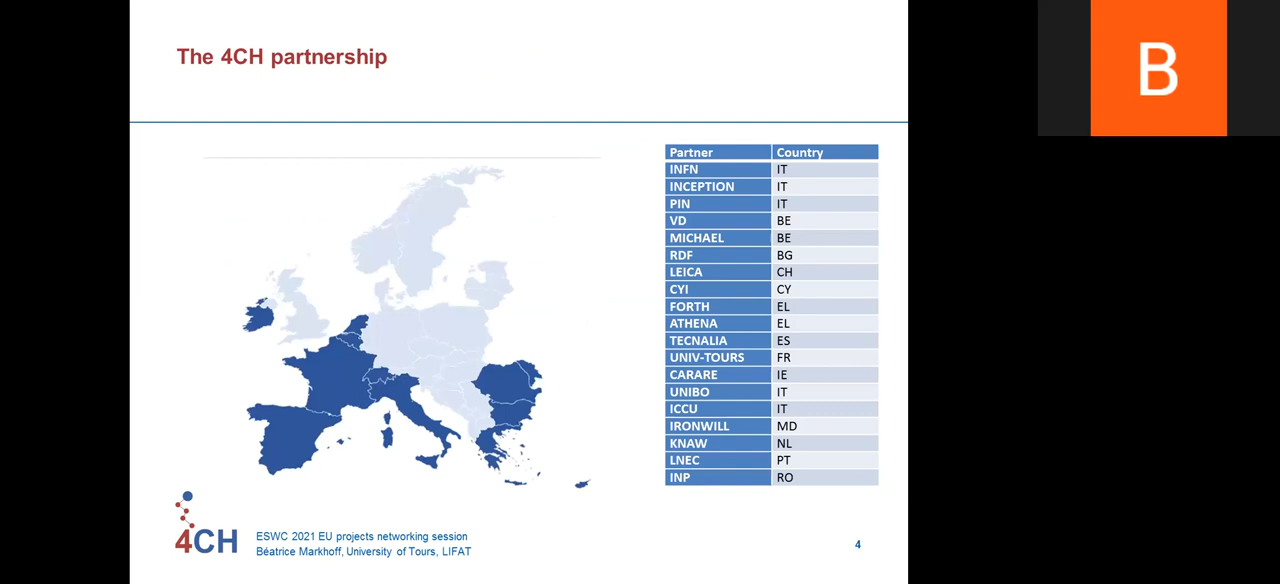 The 4CH partnership
B
Partner Country
INFN IT
INCEPTION IT
PIN IT
VD BE
MICHAEL BE
RDF BG
LEICA CH
CYI CY
FORTH EL
ATHENA EL
TECNALIA ES
UNIV-TOURS FR
CARARE IE
UNIBO IT
ICCU IT
IRONWILL MD
KNAW NL
LNEC PT
INP RO
4CH
ESWC 2021 EU projects networking session
Béatrice Markhoff, University of Tours, LIFAT
4